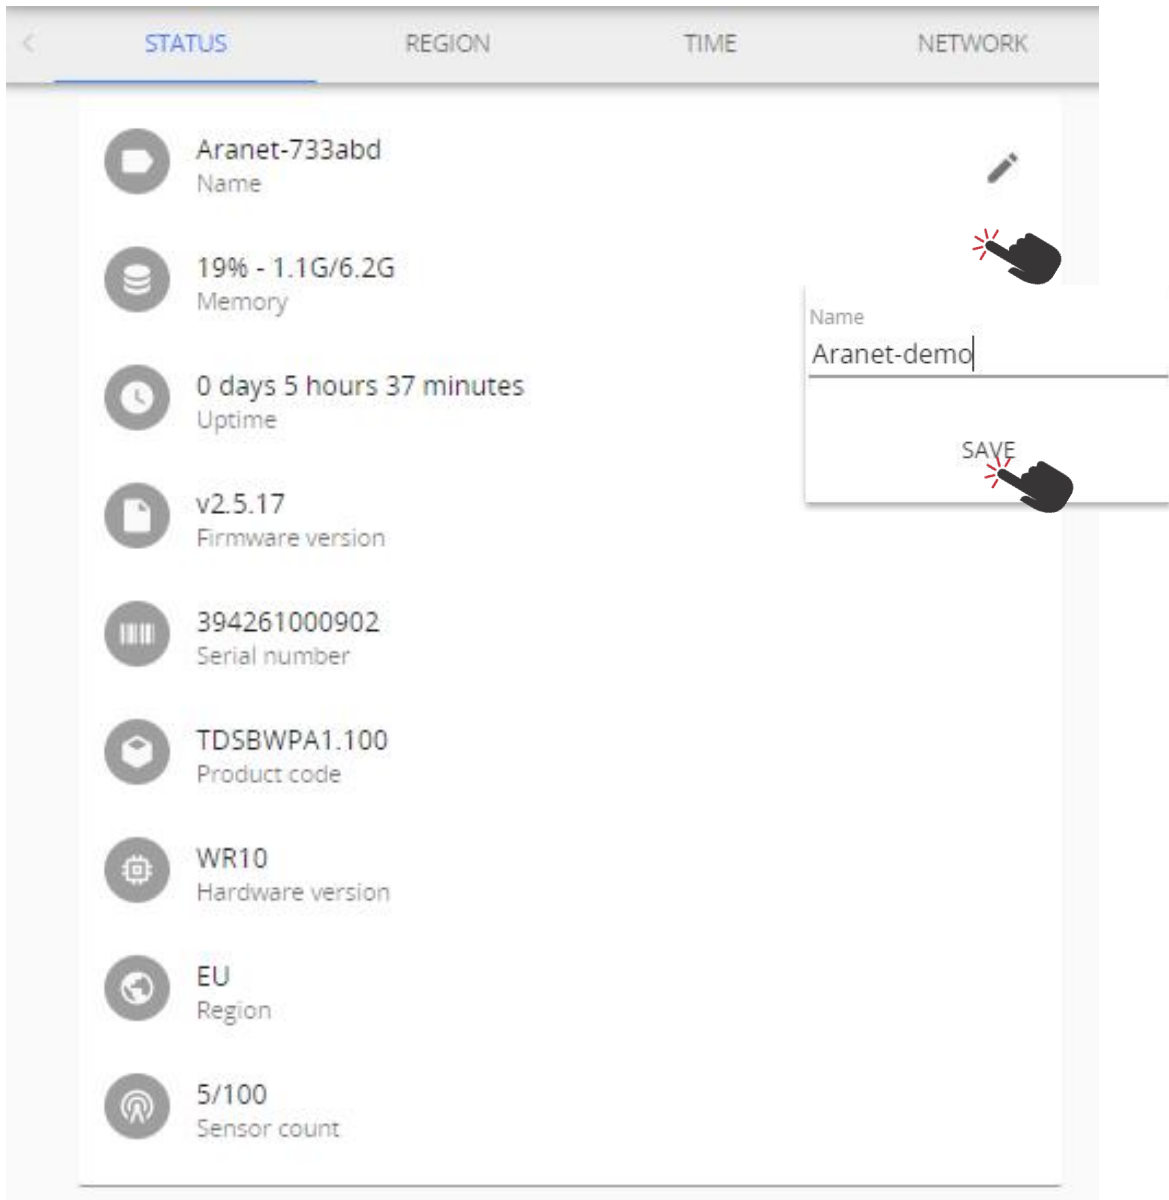 STATUS REGION TIME NETWORK
Aranet-733abd
Name
19% - 1.1G/6.2G
Memory
0 days 5 hours 37 minutes
Uptime
v2.5.17
Firmware version
394261000902
Serial number
TDSBWPA1.100
Product code
WR10
Hardware version
EU
Region
5/100
Sensor count
Name
Aranet-demo
SAVE